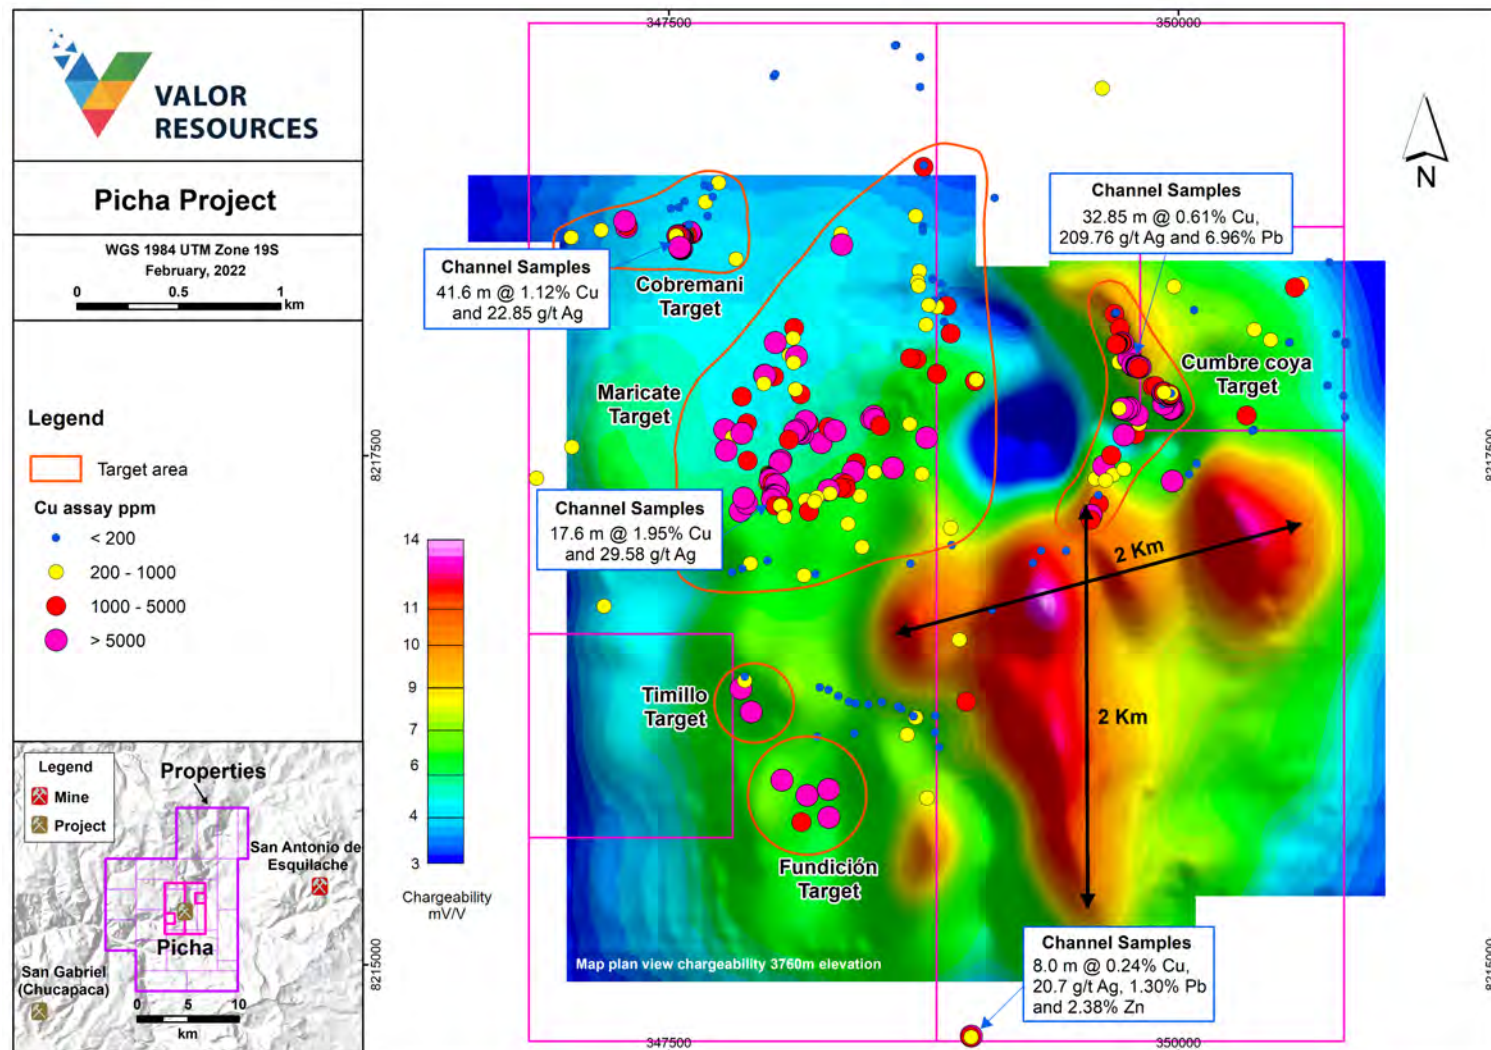 VALOR
RESOURCES
Picha Project
WGS 1984 UTM Zone 19S
February, 2022
0 0.5 1
km
Legend
Target area
Cu assay ppm
< 200
200 - 1000
1000 - 5000
> 5000
Legend
Mine
Project
Properties
San Antonio de
Esquilache
Picha
San Gabriel
(Chucapaca)
0 5 10
km
347500
350000
8217500
8215000
8217500
8215000
347500
350000
N
Channel Samples
41.6 m @ 1.12% Cu
and 22.85 g/t Ag
Cobremani
Target
Channel Samples
32.85 m @ 0.61% Cu,
209.76 g/t Ag and 6.96% Pb
Cumbre coya
Target
Maricate
Target
Channel Samples
17.6 m @ 1.95% Cu
and 29.58 g/t Ag
14
11
10
9
7
6
4
3
Chargeability
mV/V
2 Km
2 Km
Timillo
Target
Fundición
Target
Map plan view chargeability 3760m elevation
Channel Samples
8.0 m @ 0.24% Cu,
20.7 g/t Ag, 1.30% Pb
and 2.38% Zn